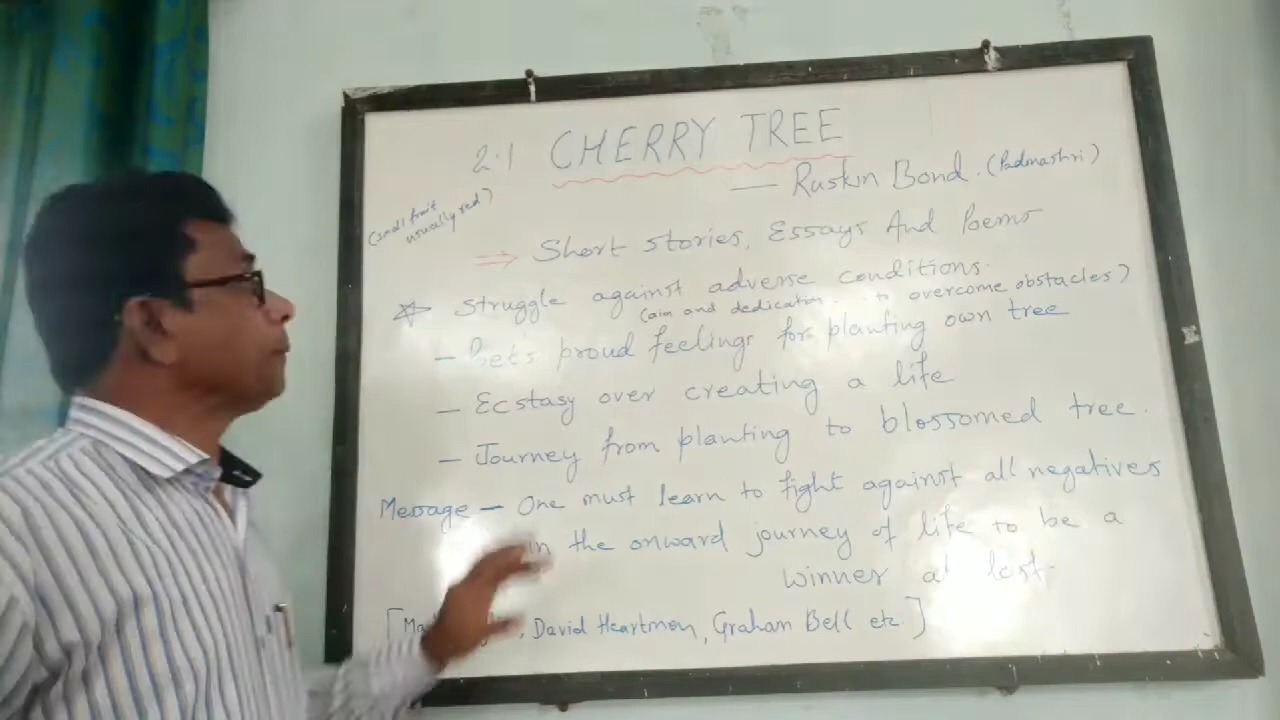 2.1 CHERRY TREE
— Ruskin Bond. (Padmashri)
(small fruit
usually red)
⇒ Short stories, Essays And Poems
☆ Struggle against adverse conditions.
(aim and dedication to overcome obstacles)
- Poet's proud feelings for planting own tree
- Ecstasy over creating a life
- Journey from planting to blossomed tree.
Message - One must learn to fight against all negatives
in the onward journey of life to be a
winner at last.
[ , David Heartmon, Graham Bell etc.]